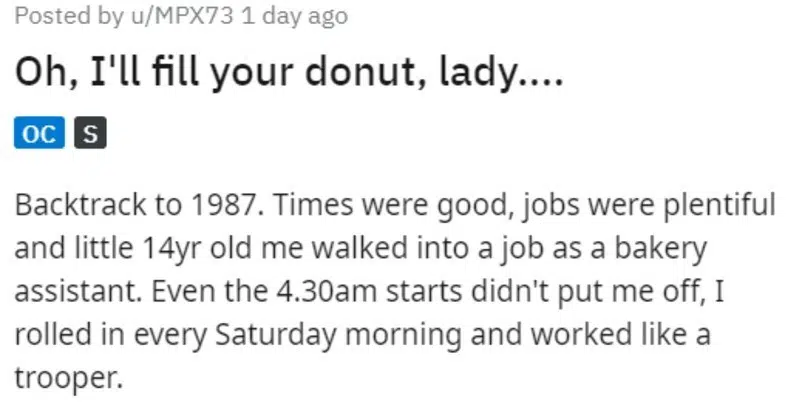 Posted by u/MPX73 1 day ago
Oh, I'll fill your donut, lady....
OC S
Backtrack to 1987. Times were good, jobs were plentiful
and little 14yr old me walked into a job as a bakery
assistant. Even the 4.30am starts didn't put me off, I
rolled in every Saturday morning and worked like a
trooper.